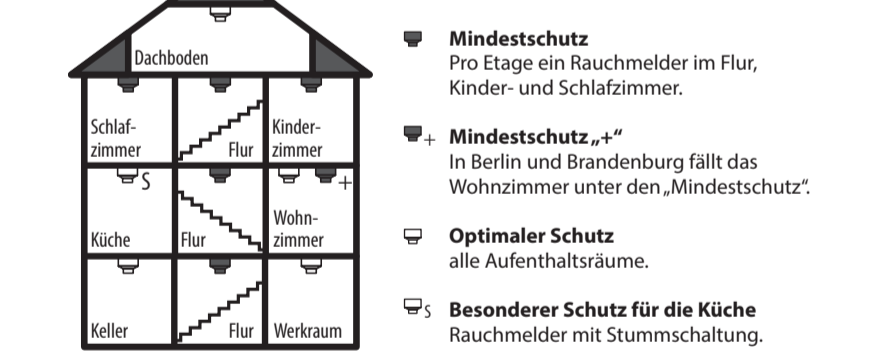 Dachboden
Schlaf-
zimmer
Flur
Kinder-
zimmer
S
+
Küche
Flur
Wohn-
zimmer
Keller
Flur
Werkraum
Mindestschutz
Pro Etage ein Rauchmelder im Flur,
Kinder- und Schlafzimmer.
+
Mindestschutz„+“
In Berlin und Brandenburg fällt das
Wohnzimmer unter den„Mindestschutz“.
Optimaler Schutz
alle Aufenthaltsräume.
S
Besonderer Schutz für die Küche
Rauchmelder mit Stummschaltung.